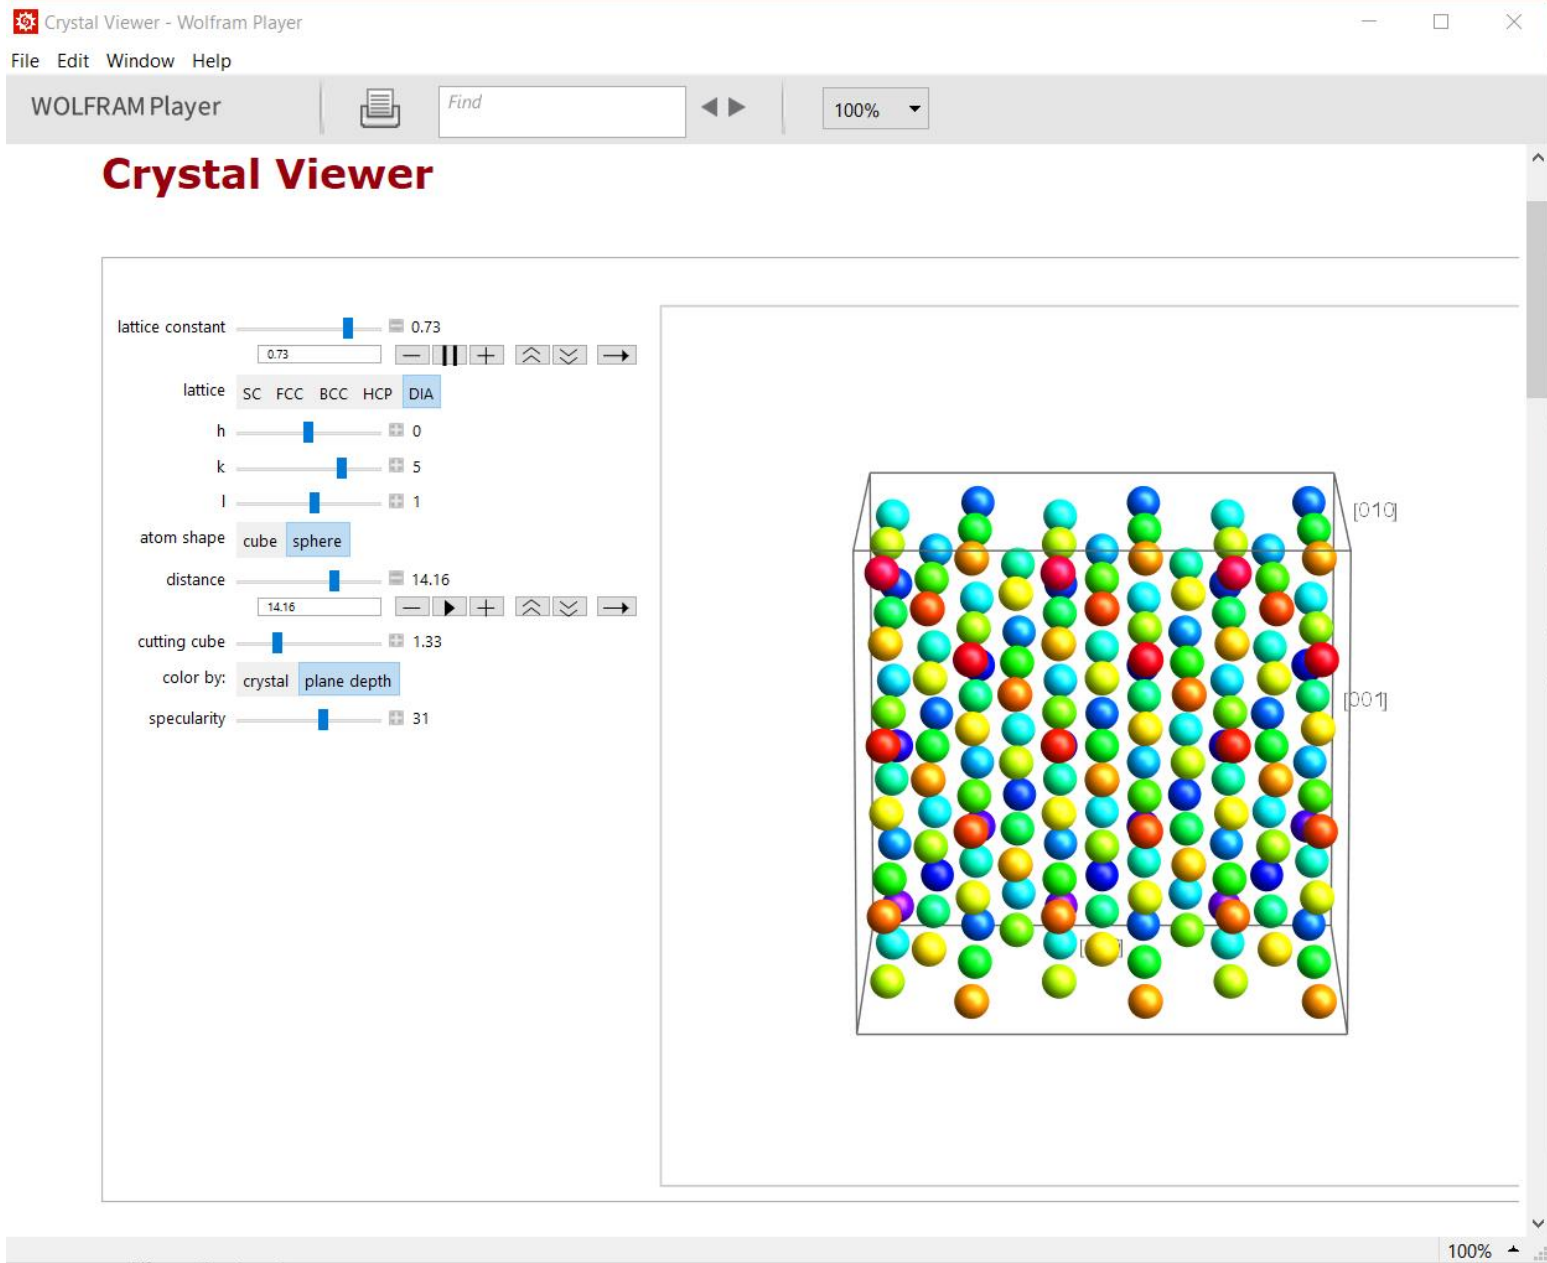 Crystal Viewer - Wolfram Player
File Edit Window Help
WOLFRAM Player Find 100%
Crystal Viewer
lattice constant 0.73
0.73
lattice SC FCC BCC HCP DIA
h 0
k 5
l 1
atom shape cube sphere
distance 14.16
14.16
cutting cube 1.33
color by: crystal plane depth
specularity 31
[010]
[001]
100%